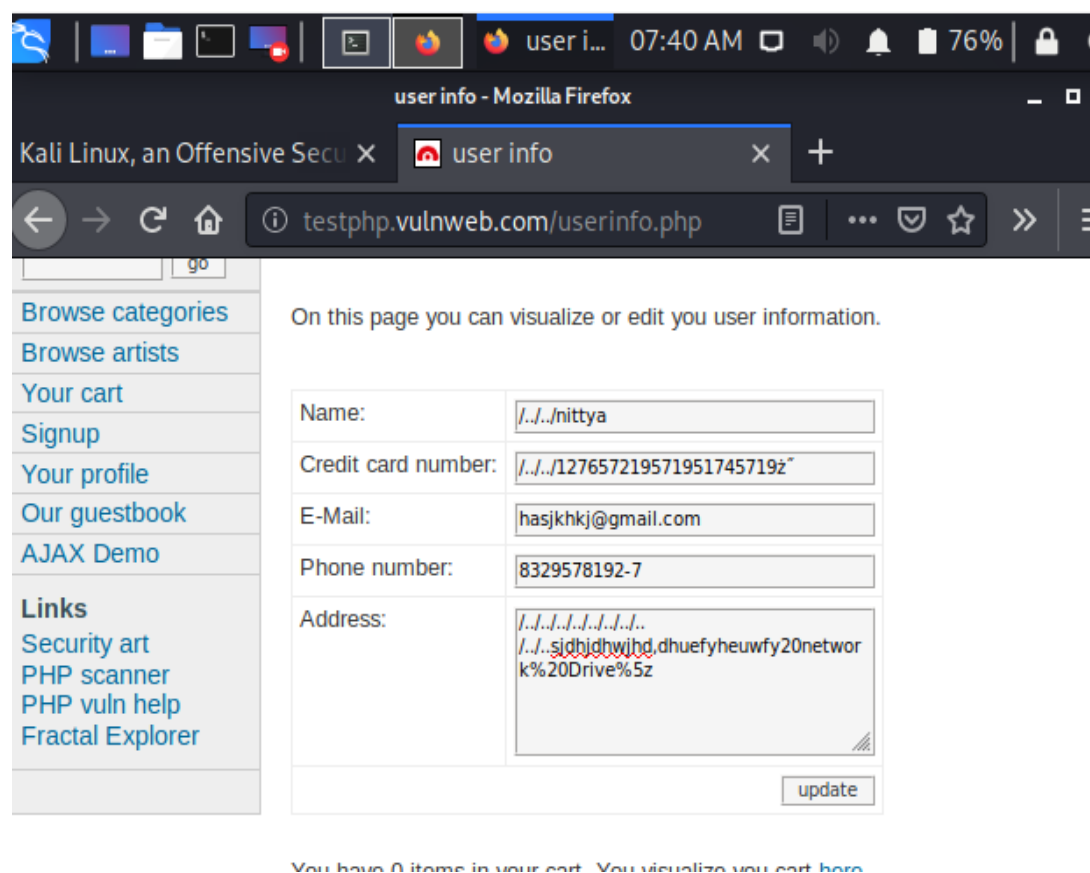 user i... 07:40 AM 76%
user info - Mozilla Firefox
Kali Linux, an Offensive Secu
user info
testphp.vulnweb.com/userinfo.php
go
Browse categories
Browse artists
Your cart
Signup
Your profile
Our guestbook
AJAX Demo
Links
Security art
PHP scanner
PHP vuln help
Fractal Explorer
On this page you can visualize or edit you user information.
Name: /../../nittya
Credit card number: /../../127657219571951745719ż˝
E-Mail: hasjkhkj@gmail.com
Phone number: 8329578192-7
Address: /../../../../../../../..
/../..sjdhjdhwjhd,dhuefyheuwfy20networ
k%20Drive%5z
update
You have 0 items in your cart. You visualize you cart here